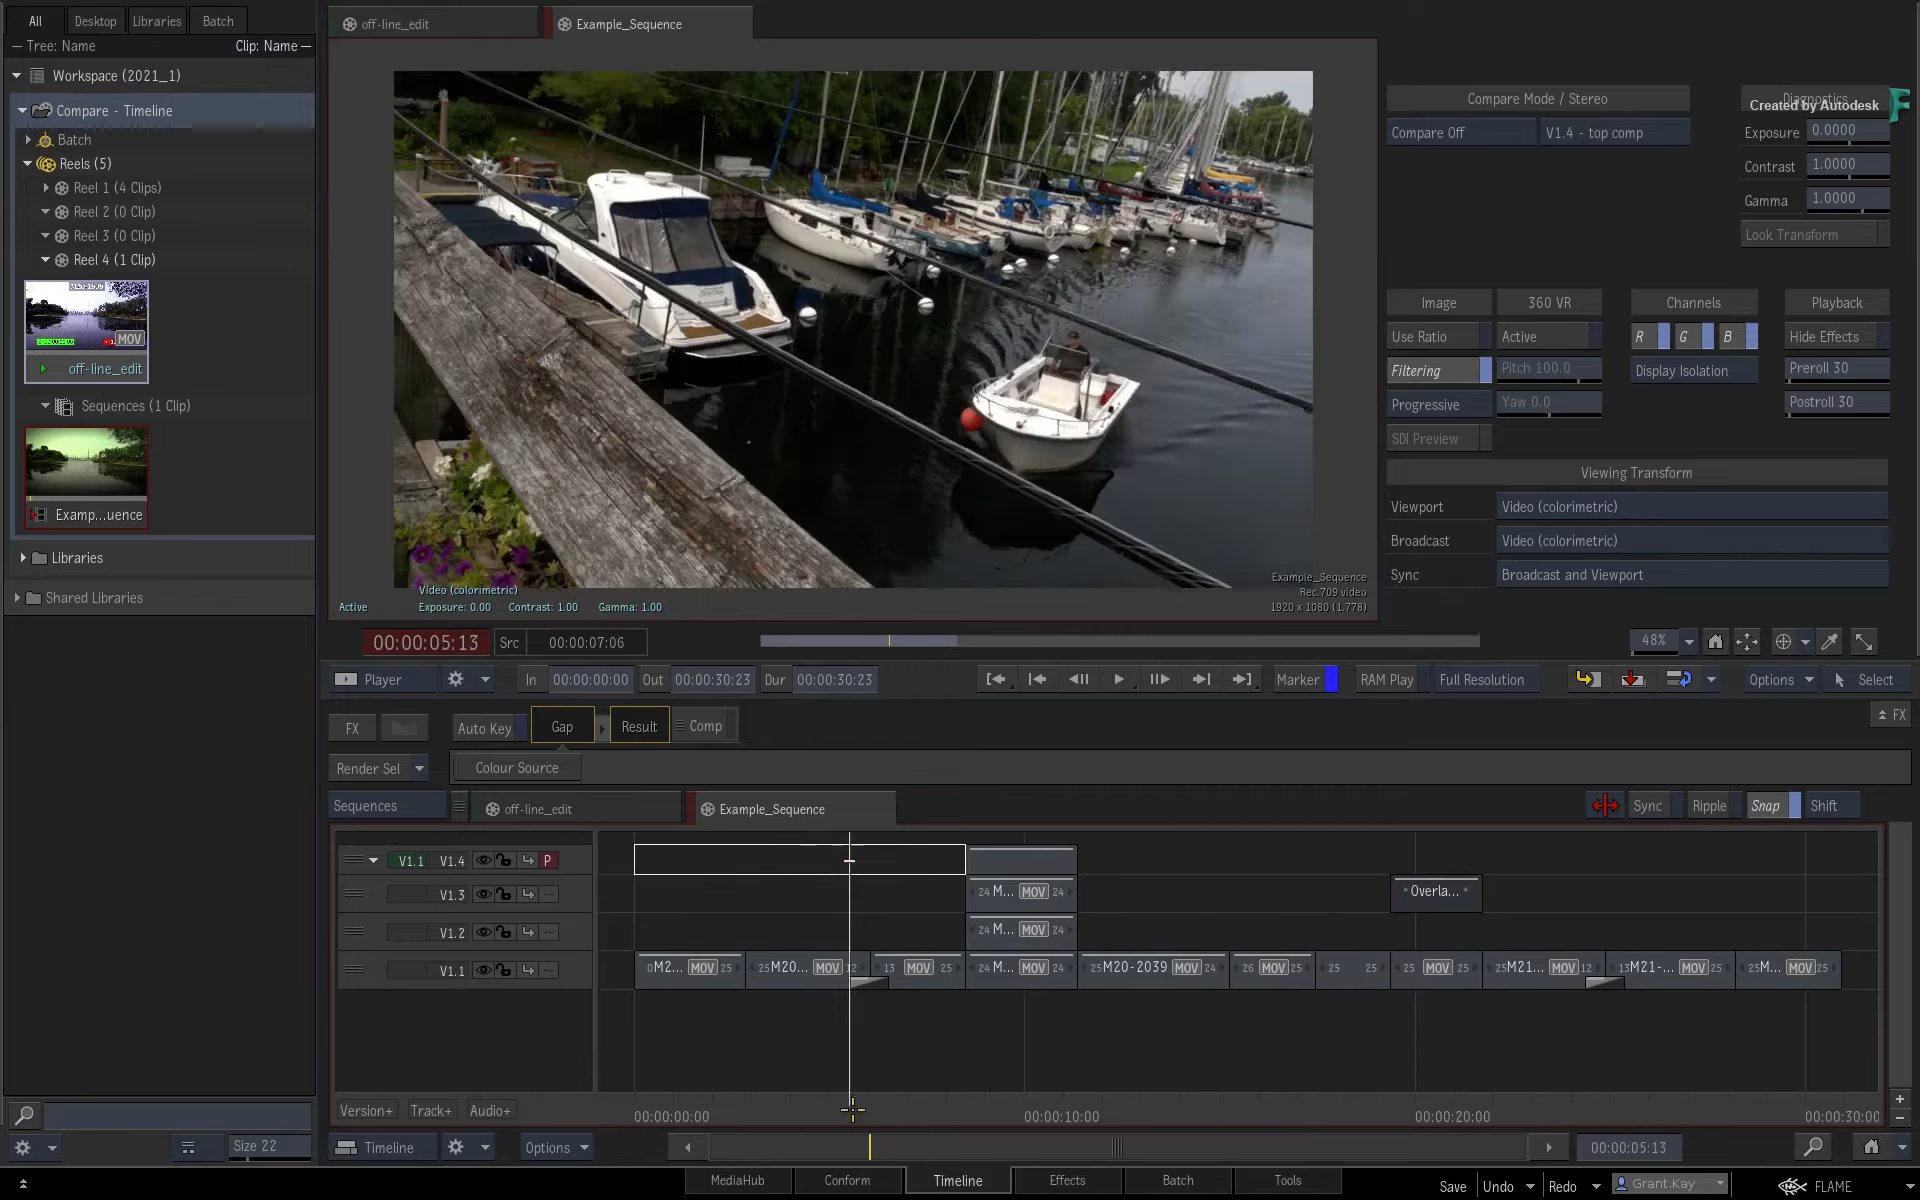 All Desktop Libraries Batch
Tree: Name Clip: Name
Workspace (2021_1)
Compare - Timeline
Batch
Reels (5)
Reel 1 (4 Clips)
Reel 2 (0 Clip)
Reel 3 (0 Clip)
Reel 4 (1 Clip)
MOV
off-line_edit
Sequences (1 Clip)
Examp...uence
Libraries
Shared Libraries
Size 22
off-line_edit Example_Sequence
Video (colorimetric)
Active Exposure: 0.00 Contrast: 1.00 Gamma: 1.00
Example_Sequence
Rec.709 video
1920 x 1080 (1.778)
Compare Mode / Stereo
Compare Off V1.4 - top comp
Created by Autodesk
Exposure 0.0000
Contrast 1.0000
Gamma 1.0000
Look Transform
Image 360 VR Channels Playback
Use Ratio Active R G B Hide Effects
Filtering Pitch 100.0 Display Isolation Preroll 30
Progressive Yaw 0.0 Postroll 30
SDI Preview
Viewing Transform
Viewport Video (colorimetric)
Broadcast Video (colorimetric)
Sync Broadcast and Viewport
00:00:05:13 Src 00:00:07:06 48%
Player In 00:00:00:00 Out 00:00:30:23 Dur 00:00:30:23 Marker RAM Play Full Resolution Options Select
FX Auto Key Gap Result Comp FX
Render Sel Colour Source
Sequences off-line_edit Example_Sequence Sync Ripple Snap Shift
V1.1 V1.4 P
V1.3 24 M... MOV 24 *Overla... *
V1.2 24 M... MOV 24
V1.1 0M2... MOV 25 25M20... MOV 12 13 MOV 25 24 M... MOV 24 25M20-2039 MOV 24 26 MOV 25 25 25 25 MOV 25 25M21... MOV 12 13M21-... MOV 25 25M... MOV 25
Version+ Track+ Audio+ 00:00:00:00 00:00:10:00 00:00:20:00 00:00:30:00
Timeline Options 00:00:05:13
MediaHub Conform Timeline Effects Batch Tools Save Undo Redo Grant.Kay FLAME